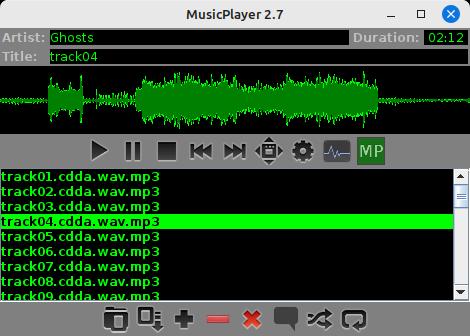 MusicPlayer 2.7
Artist: Ghosts Duration: 02:12
Title: track04
MP
track01.cdda.wav.mp3
track02.cdda.wav.mp3
track03.cdda.wav.mp3
track04.cdda.wav.mp3
track05.cdda.wav.mp3
track06.cdda.wav.mp3
track07.cdda.wav.mp3
track08.cdda.wav.mp3
track09.cdda.wav.mp3